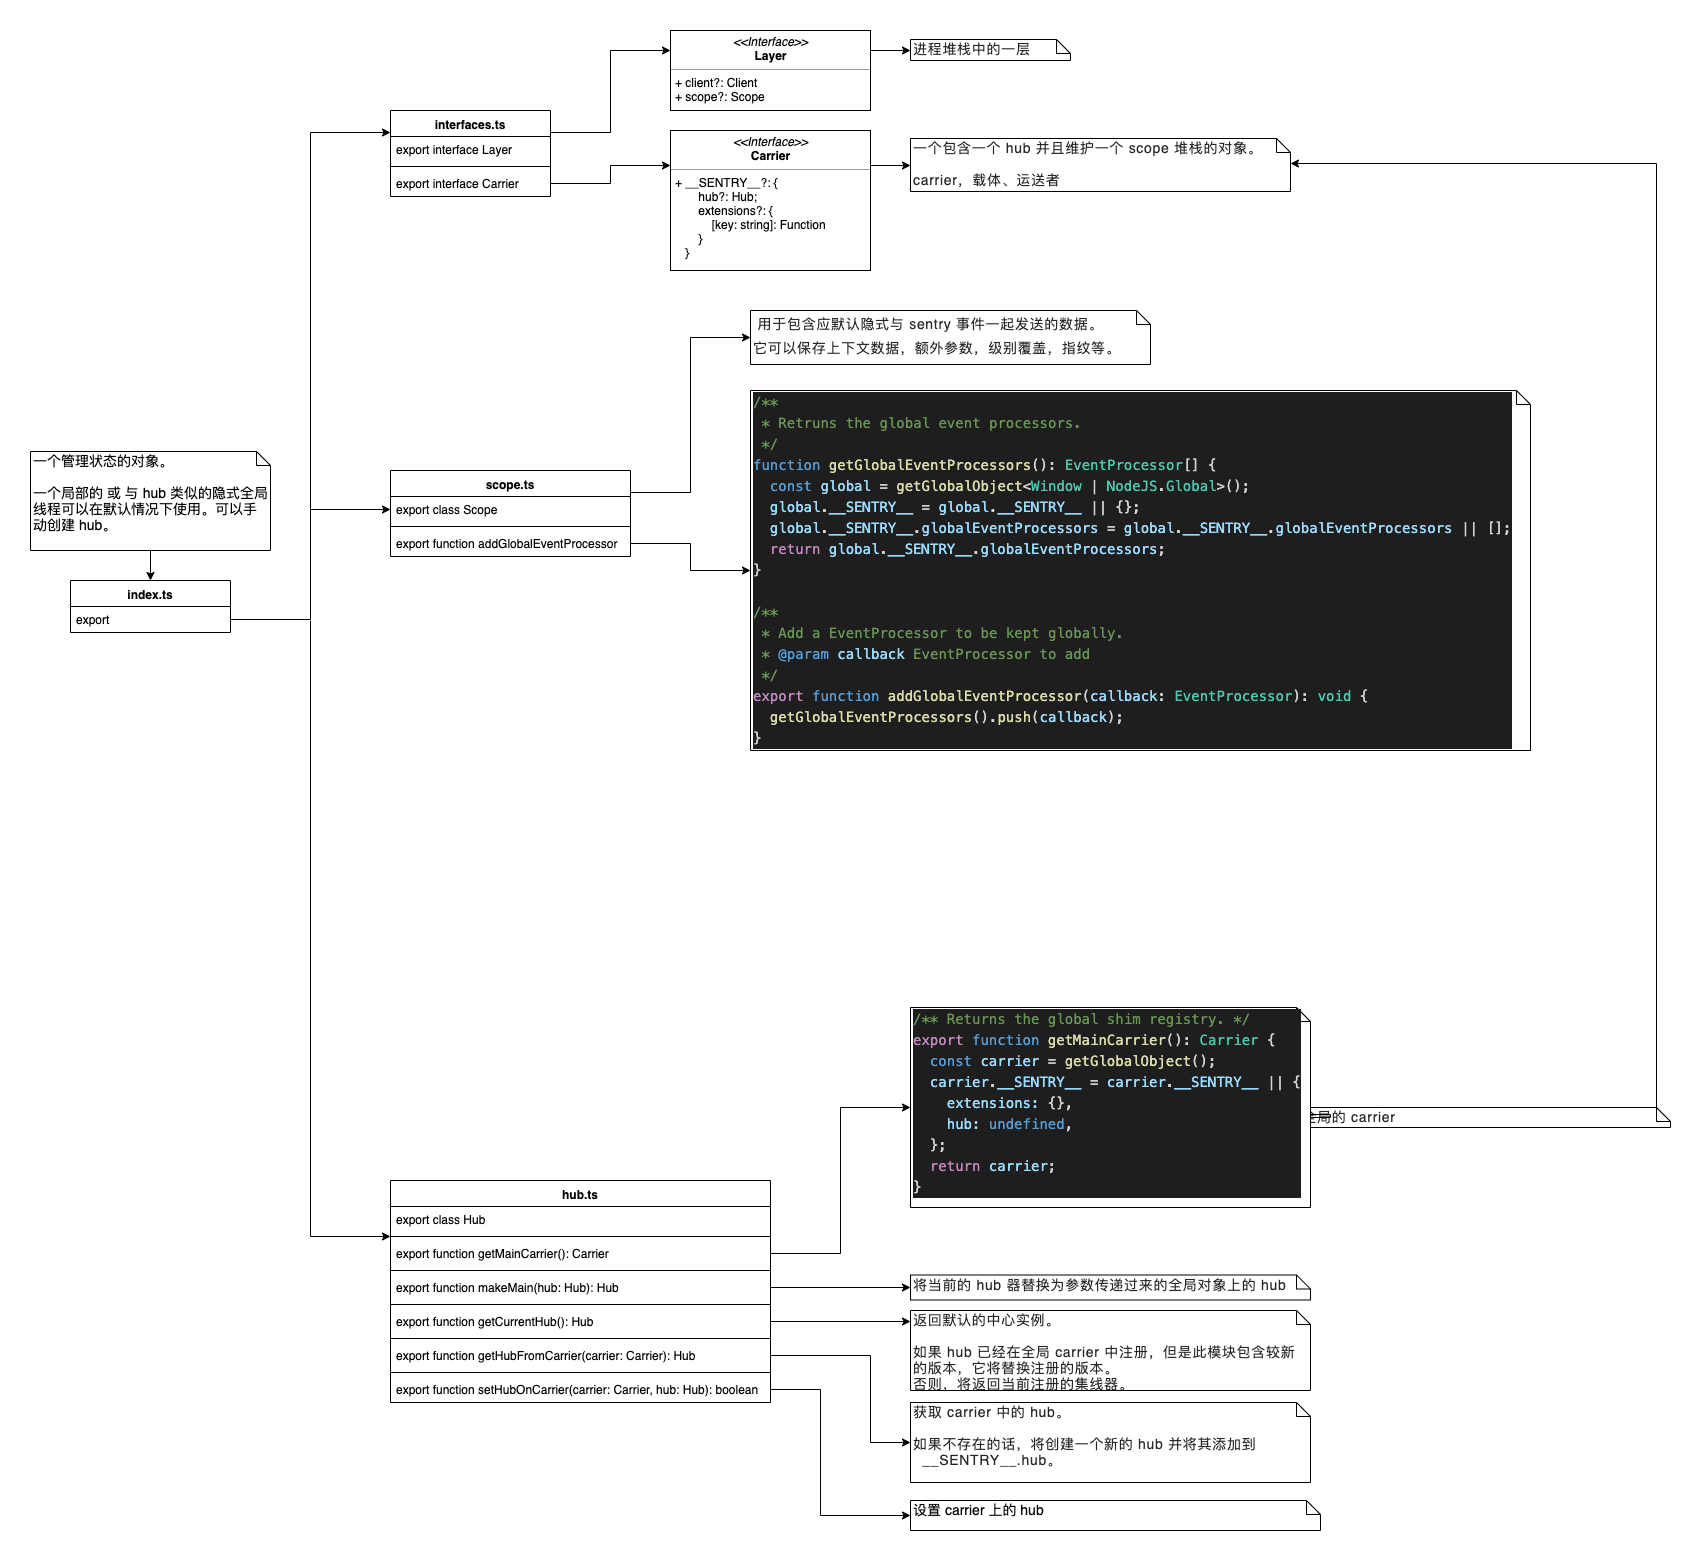 <<Interface>>
Layer
+ client?: Client
+ scope?: Scope
进程堆栈中的一层
interfaces.ts
export interface Layer
export interface Carrier
<<Interface>>
Carrier
+ __SENTRY__?: {
hub?: Hub;
extensions?: {
[key: string]: Function
}
}
一个包含一个 hub 并且维护一个 scope 堆栈的对象。
carrier，载体、运送者
用于包含应默认隐式与 sentry 事件一起发送的数据。
它可以保存上下文数据，额外参数，级别覆盖，指纹等。
一个管理状态的对象。
一个局部的 或 与 hub 类似的隐式全局
线程可以在默认情况下使用。可以手
动创建 hub。
index.ts
export
scope.ts
export class Scope
export function addGlobalEventProcessor
/**
* Retruns the global event processors.
*/
function getGlobalEventProcessors(): EventProcessor[] {
const global = getGlobalObject<Window | NodeJS.Global>();
global.__SENTRY__ = global.__SENTRY__ || {};
global.__SENTRY__.globalEventProcessors = global.__SENTRY__.globalEventProcessors || [];
return global.__SENTRY__.globalEventProcessors;
}
/**
* Add a EventProcessor to be kept globally.
* @param callback EventProcessor to add
*/
export function addGlobalEventProcessor(callback: EventProcessor): void {
getGlobalEventProcessors().push(callback);
}
/** Returns the global shim registry. */
export function getMainCarrier(): Carrier {
const carrier = getGlobalObject();
carrier.__SENTRY__ = carrier.__SENTRY__ || {
extensions: {},
hub: undefined,
};
return carrier;
}
局的 carrier
hub.ts
export class Hub
export function getMainCarrier(): Carrier
export function makeMain(hub: Hub): Hub
export function getCurrentHub(): Hub
export function getHubFromCarrier(carrier: Carrier): Hub
export function setHubOnCarrier(carrier: Carrier, hub: Hub): boolean
将当前的 hub 器替换为参数传递过来的全局对象上的 hub
返回默认的中心实例。
如果 hub 已经在全局 carrier 中注册，但是此模块包含较新
的版本，它将替换注册的版本。
否则，将返回当前注册的集线器。
获取 carrier 中的 hub。
如果不存在的话，将创建一个新的 hub 并将其添加到
__SENTRY__.hub。
设置 carrier 上的 hub